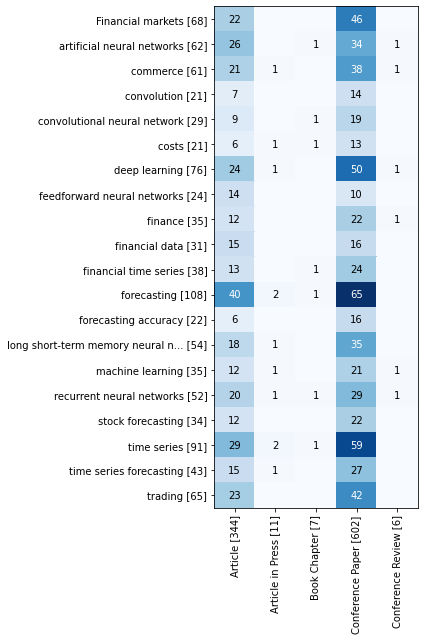 Financial markets [68] 22 46
artificial neural networks [62] 26 1 34 1
commerce [61] 21 1 38 1
convolution [21] 7 14
convolutional neural network [29] 9 1 19
costs [21] 6 1 1 13
deep learning [76] 24 1 50 1
feedforward neural networks [24] 14 10
finance [35] 12 22 1
financial data [31] 15 16
financial time series [38] 13 1 24
forecasting [108] 40 2 1 65
forecasting accuracy [22] 6 16
long short-term memory neural n... [54] 18 1 35
machine learning [35] 12 1 21 1
recurrent neural networks [52] 20 1 1 29 1
stock forecasting [34] 12 22
time series [91] 29 2 1 59
time series forecasting [43] 15 1 27
trading [65] 23 42
Article [344]
Article in Press [11]
Book Chapter [7]
Conference Paper [602]
Conference Review [6]